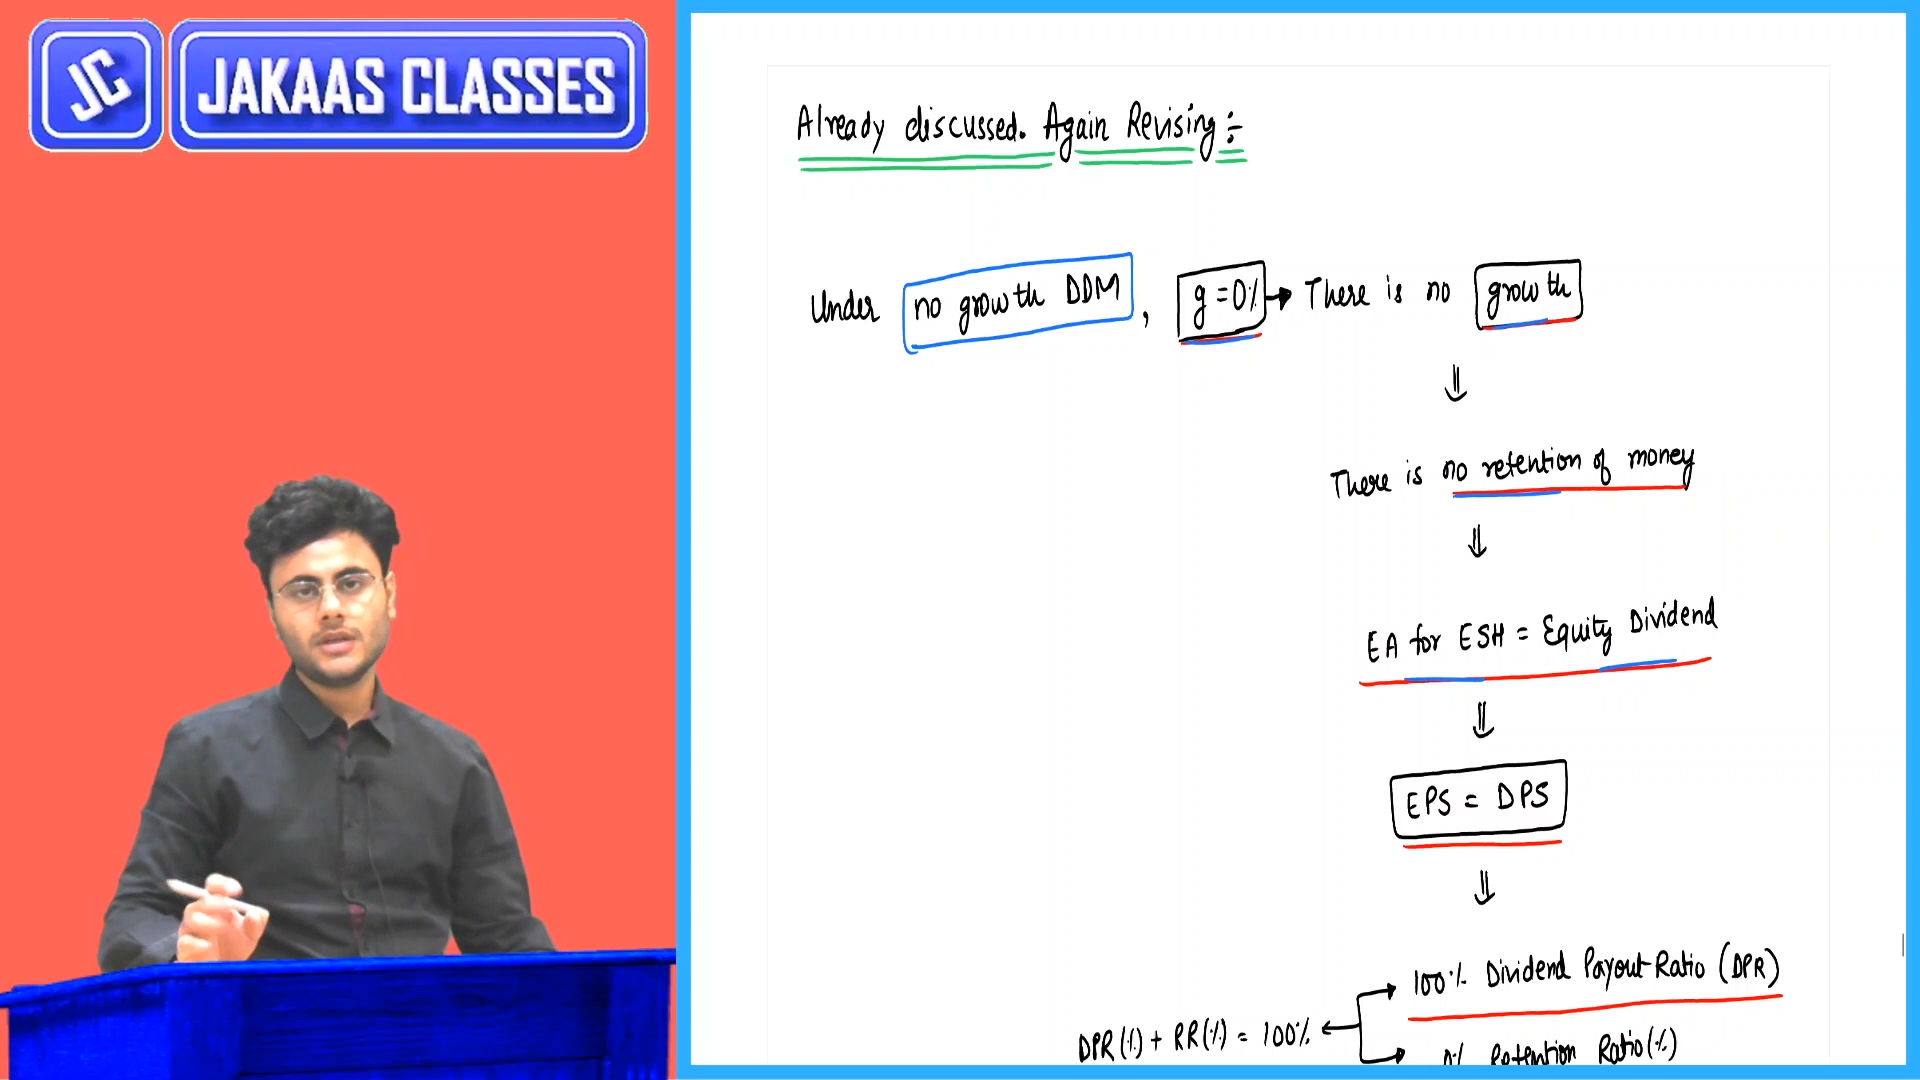 JC JAKAAS CLASSES
Already discussed. Again Revising :-
Under no growth DDM, g = 0% → There is no growth
⇓
There is no retention of money
⇓
EA for ESH = Equity Dividend
⇓
EPS = DPS
⇓
100% Dividend Payout Ratio (DPR)
DPR(%) + RR(%) = 100% ←
0% Retention Ratio(%)